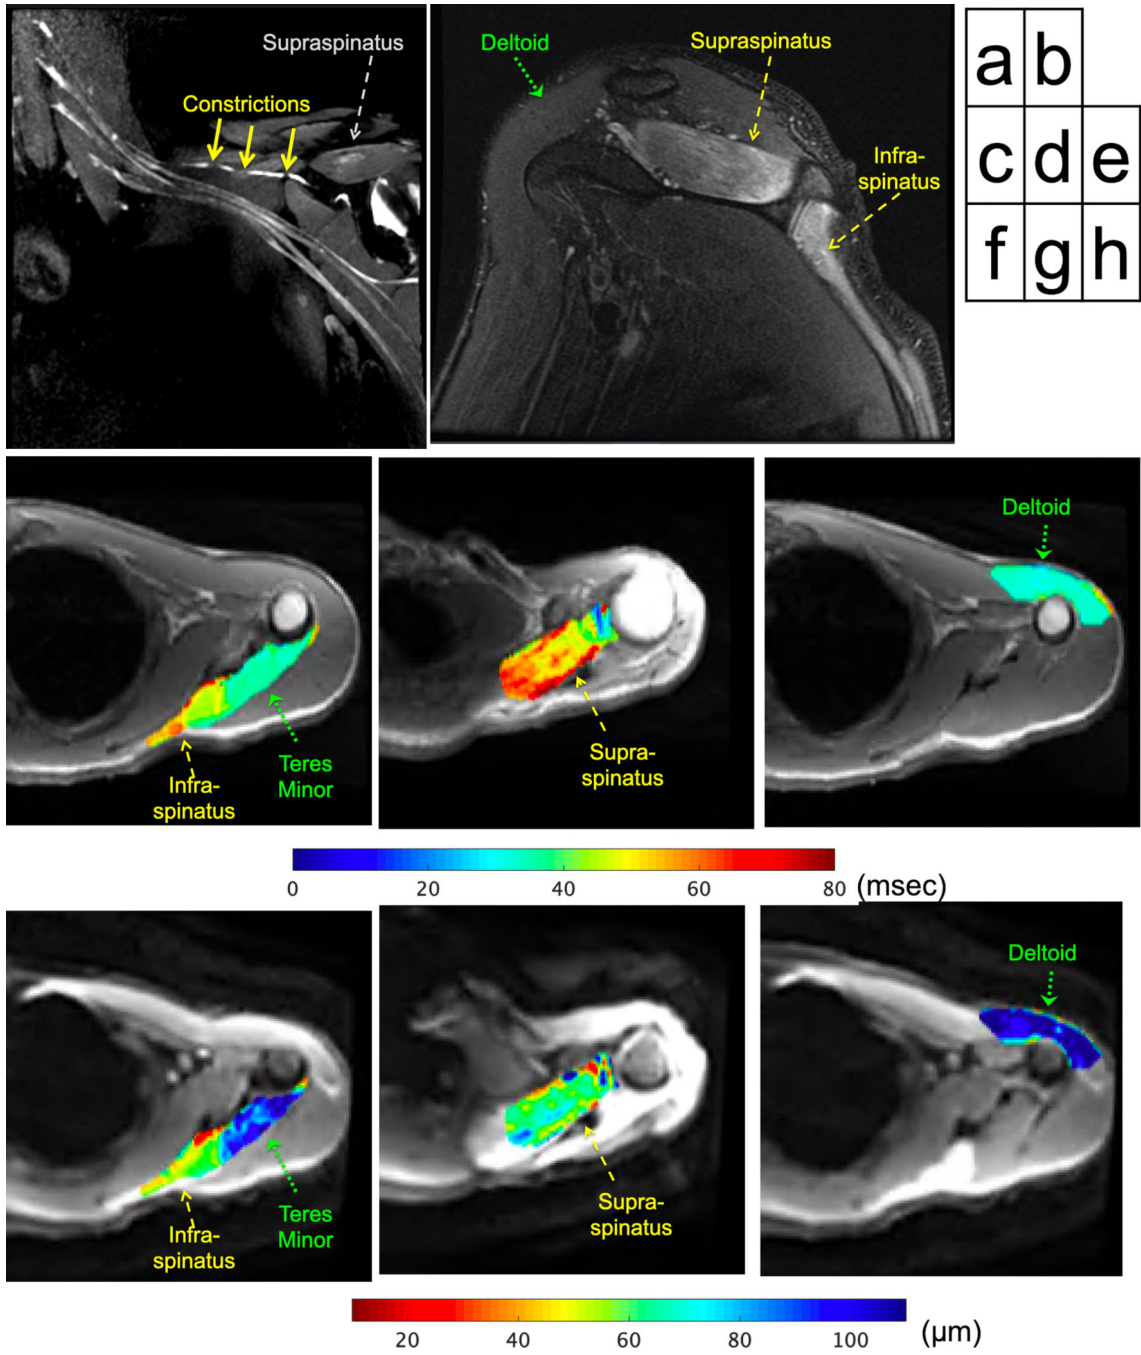 Supraspinatus
Constrictions
Deltoid
Supraspinatus
Infra-
spinatus
a b
c d e
f g h
Teres
Minor
Infra-
spinatus
Supra-
spinatus
Deltoid
0 20 40 60 80 (msec)
Teres
Minor
Infra-
spinatus
Supra-
spinatus
Deltoid
20 40 60 80 100 (μm)